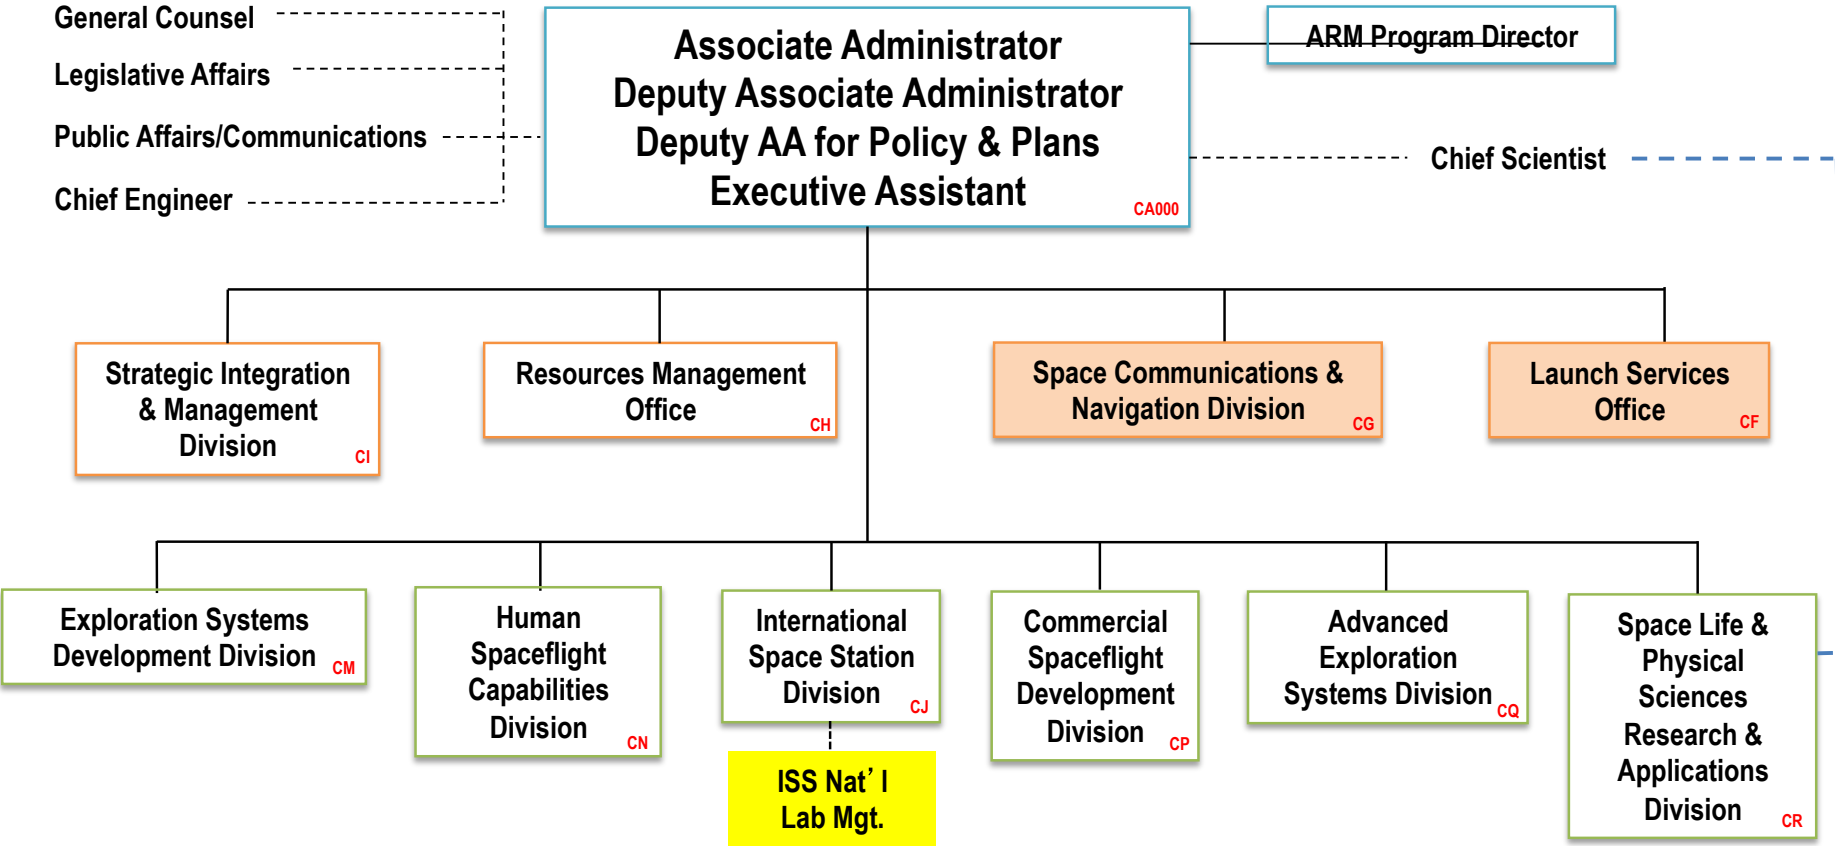 General Counsel
Legislative Affairs
Public Affairs/Communications
Chief Engineer
Associate Administrator
Deputy Associate Administrator
Deputy AA for Policy & Plans
Executive Assistant
CA000
ARM Program Director
Chief Scientist
Strategic Integration
& Management
Division
CI
Resources Management
Office
CH
Space Communications &
Navigation Division
CG
Launch Services
Office
CF
Exploration Systems
Development Division
CM
Human
Spaceflight
Capabilities
Division
CN
International
Space Station
Division
CJ
ISS Nat’ l
Lab Mgt.
Commercial
Spaceflight
Development
Division
CP
Advanced
Exploration
Systems Division
CQ
Space Life &
Physical
Sciences
Research &
Applications
Division
CR